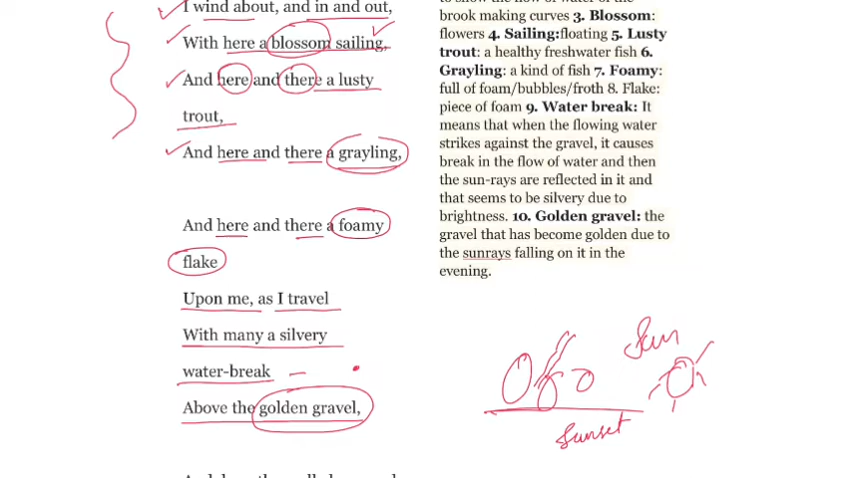 I wind about, and in and out,
With here a blossom sailing,
And here and there a lusty
trout,
And here and there a grayling,
And here and there a foamy
flake
Upon me, as I travel
With many a silvery
water-break
Above the golden gravel,
brook making curves 3. Blossom:
flowers 4. Sailing:floating 5. Lusty
trout: a healthy freshwater fish 6.
Grayling: a kind of fish 7. Foamy:
full of foam/bubbles/froth 8. Flake:
piece of foam 9. Water break: It
means that when the flowing water
strikes against the gravel, it causes
break in the flow of water and then
the sun-rays are reflected in it and
that seems to be silvery due to
brightness. 10. Golden gravel: the
gravel that has become golden due to
the sunrays falling on it in the
evening.
Sun
Sunset